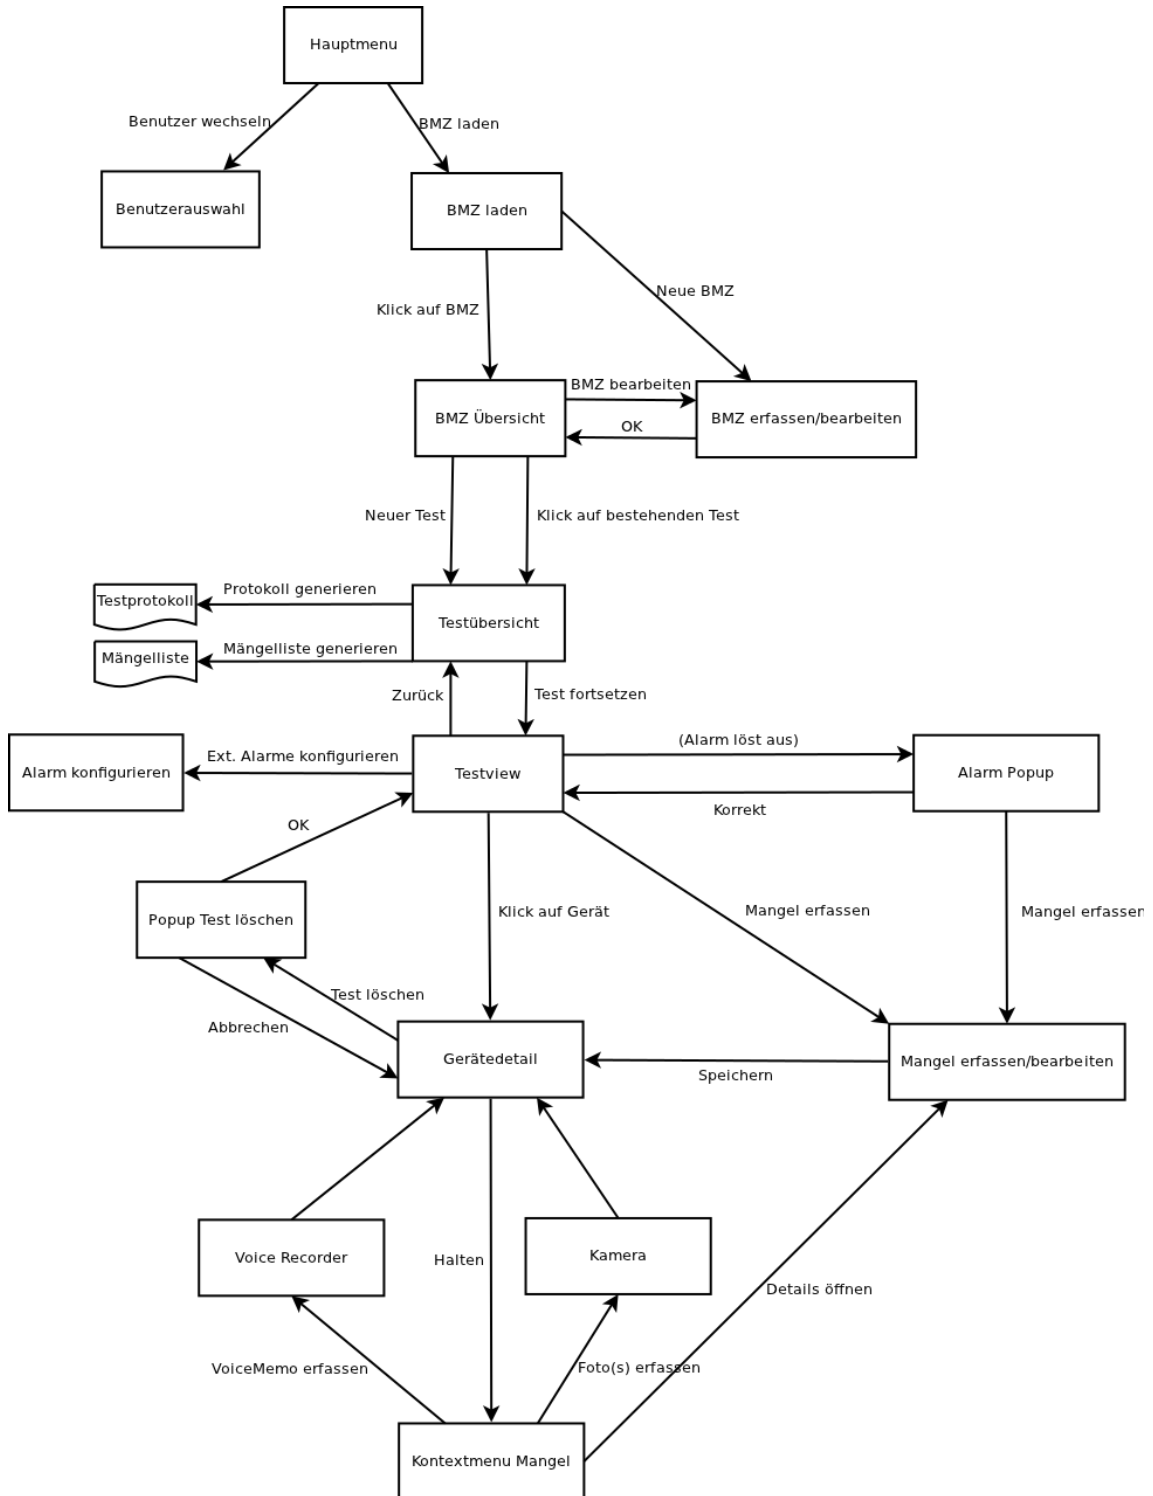 Hauptmenu
Benutzer wechseln
BMZ laden
Benutzerauswahl
BMZ laden
Neue BMZ
Klick auf BMZ
BMZ bearbeiten
BMZ Übersicht
BMZ erfassen/bearbeiten
OK
Neuer Test
Klick auf bestehenden Test
Protokoll generieren
Testprotokoll
Testübersicht
Mängelliste generieren
Mängelliste
Zurück
Test fortsetzen
(Alarm löst aus)
Ext. Alarme konfigurieren
Alarm konfigurieren
Testview
Alarm Popup
Korrekt
OK
Popup Test löschen
Klick auf Gerät
Mangel erfassen
Mangel erfassen
Test löschen
Abbrechen
Gerätedetail
Mangel erfassen/bearbeiten
Speichern
Voice Recorder
Halten
Kamera
Details öffnen
VoiceMemo erfassen
Foto(s) erfassen
Kontextmenu Mangel